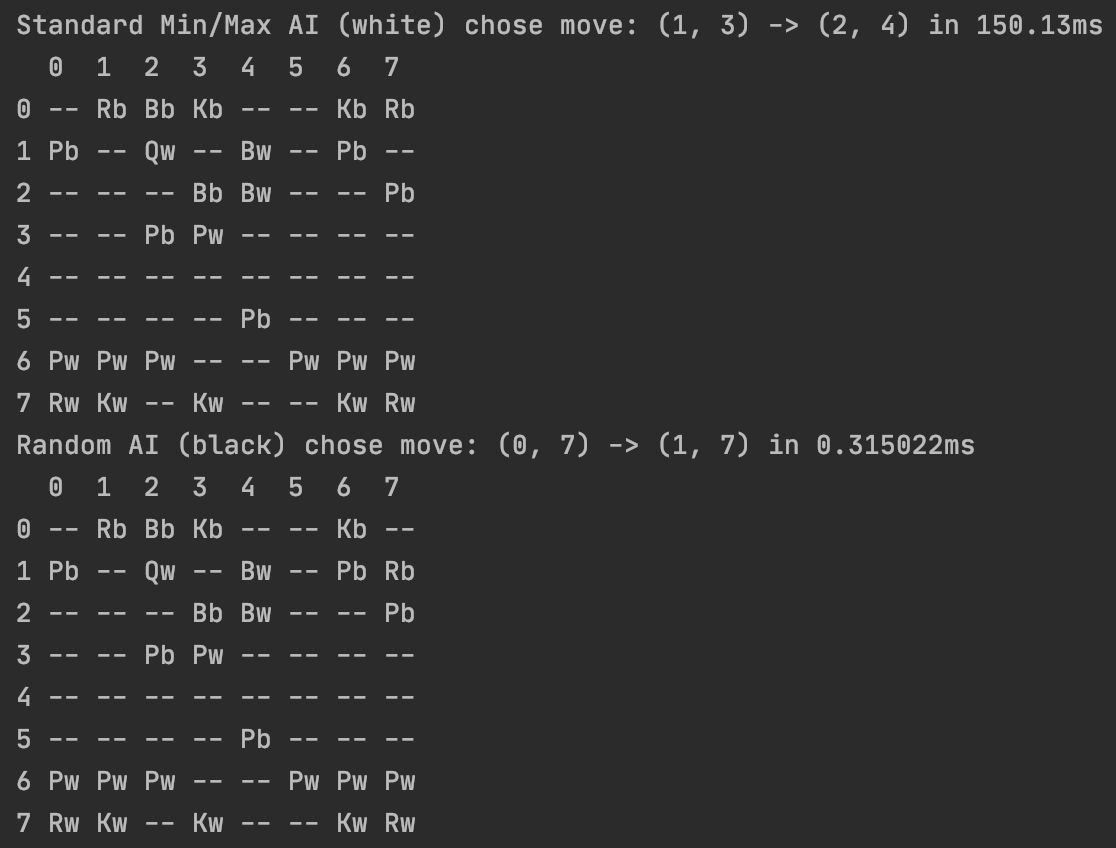 Standard Min/Max AI (white) chose move: (1, 3) -> (2, 4) in 150.13ms
  0  1  2  3  4  5  6  7
0 -- Rb Bb Kb -- -- Kb Rb
1 Pb -- Qw -- Bw -- Pb --
2 -- -- -- Bb Bw -- -- Pb
3 -- -- Pb Pw -- -- -- --
4 -- -- -- -- -- -- -- --
5 -- -- -- -- Pb -- -- --
6 Pw Pw Pw -- -- Pw Pw Pw
7 Rw Kw -- Kw -- -- Kw Rw
Random AI (black) chose move: (0, 7) -> (1, 7) in 0.315022ms
  0  1  2  3  4  5  6  7
0 -- Rb Bb Kb -- -- Kb --
1 Pb -- Qw -- Bw -- Pb Rb
2 -- -- -- Bb Bw -- -- Pb
3 -- -- Pb Pw -- -- -- --
4 -- -- -- -- -- -- -- --
5 -- -- -- -- Pb -- -- --
6 Pw Pw Pw -- -- Pw Pw Pw
7 Rw Kw -- Kw -- -- Kw Rw